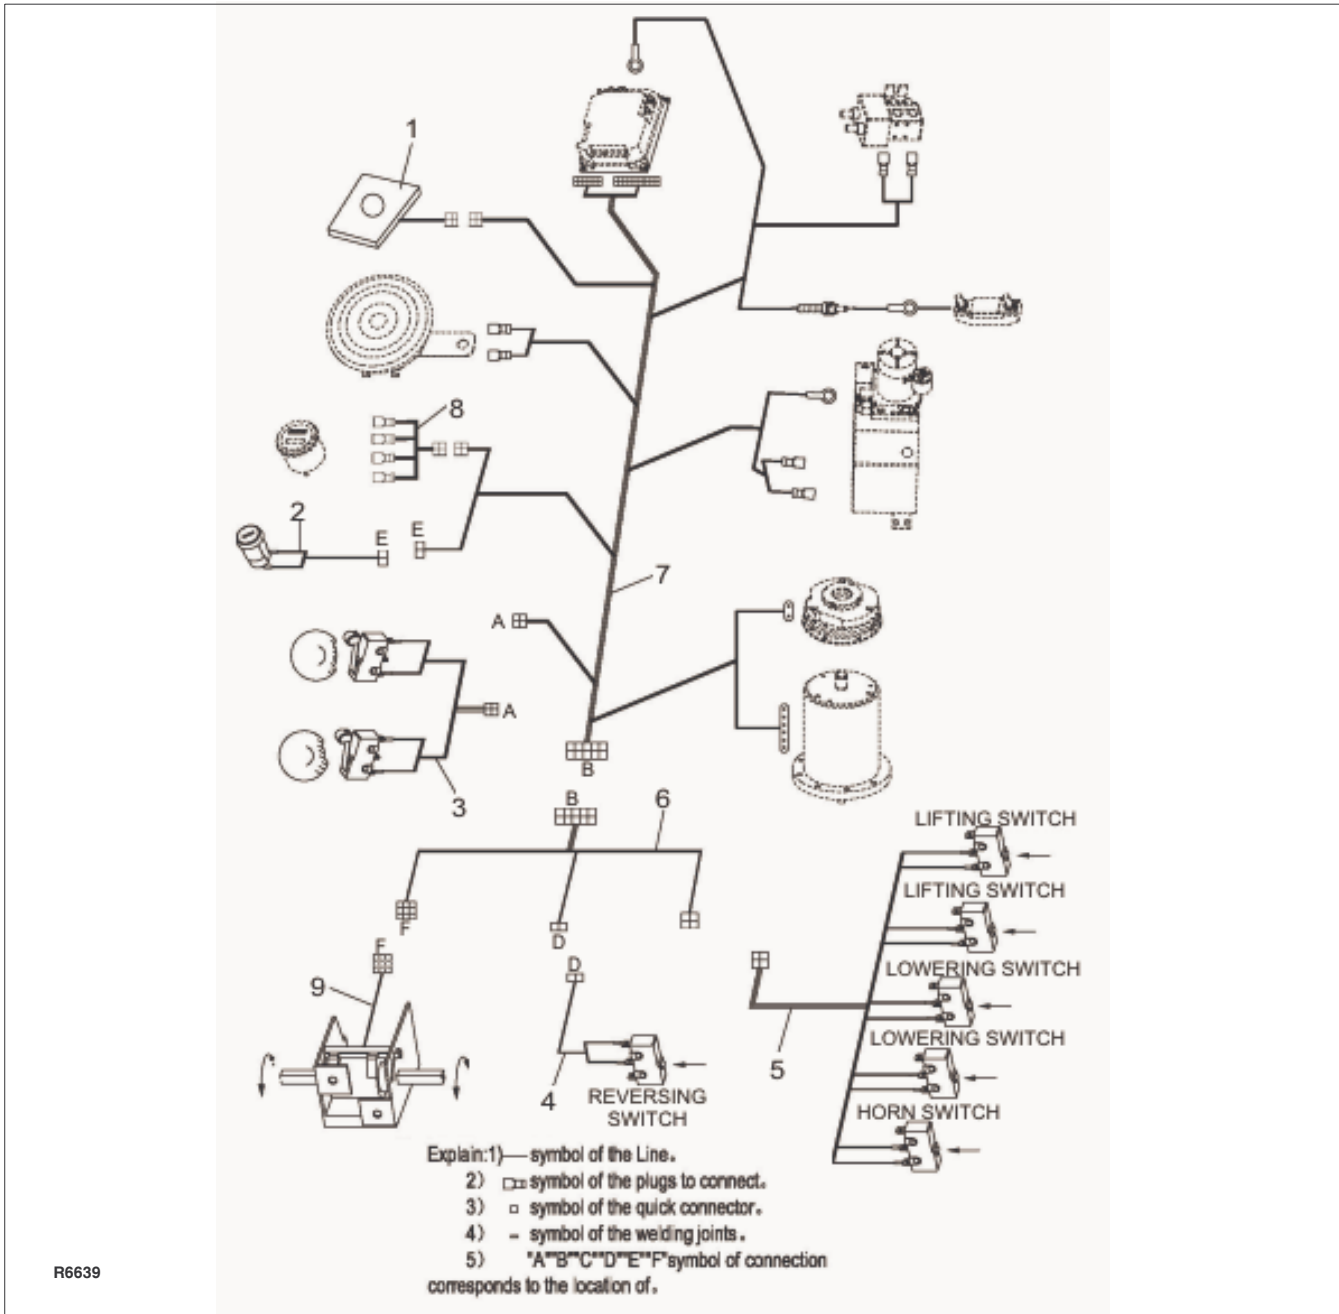 1
8
2
E
E
7
A
A
3
B
B
6
LIFTING SWITCH
LIFTING SWITCH
F
D
F
D
LOWERING SWITCH
9
LOWERING SWITCH
5
4
REVERSING
SWITCH
HORN SWITCH
Explain:1)— symbol of the Line。
2) symbol of the plugs to connect。
3) symbol of the quick connector。
4) - symbol of the welding joints。
5) "A""B""C""D""E""F"symbol of connection
corresponds to the location of。
R6639